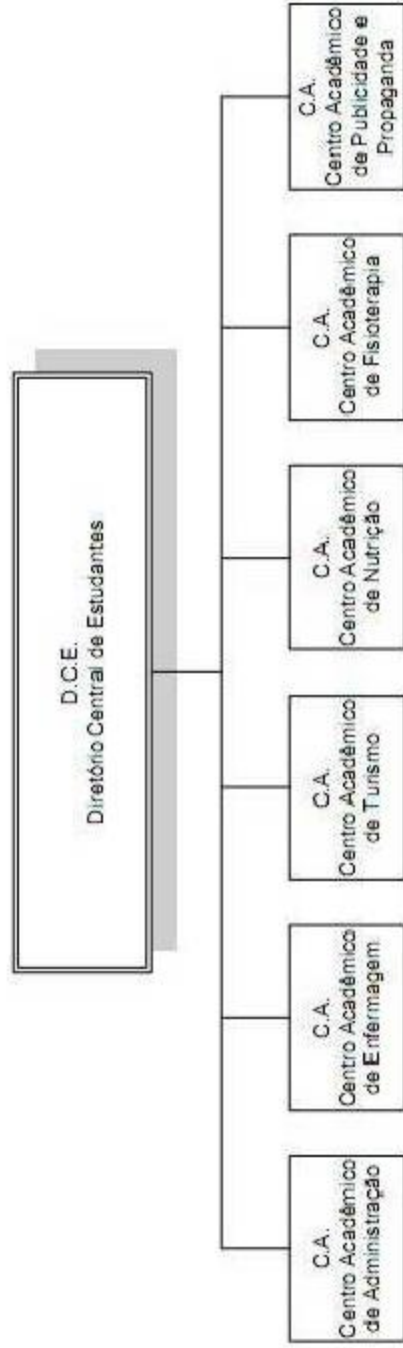 D.C.E.
Diretório Central de Estudantes
C.A.
Centro Acadêmico
de Administração
C.A.
Centro Acadêmico
de Enfermagem
C.A.
Centro Acadêmico
de Turismo
C.A.
Centro Acadêmico
de Nutrição
C.A.
Centro Acadêmico
de Fisioterapia
C.A.
Centro Acadêmico
de Publicidade e
Propaganda